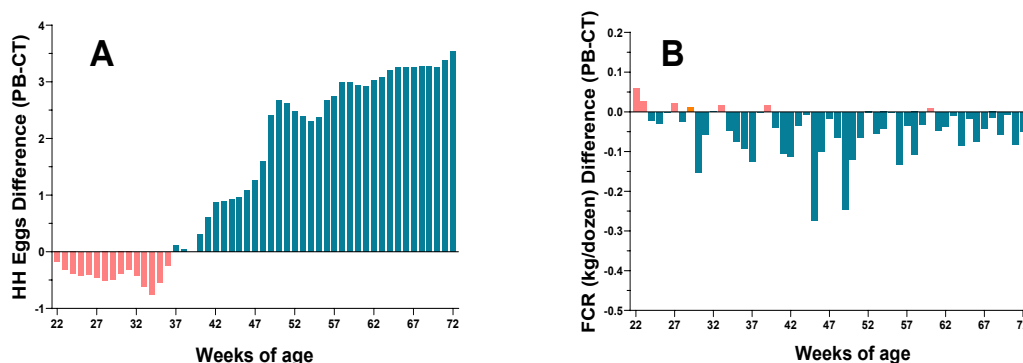 A
HH Eggs Difference (PB-CT)
4
3
2
1
0
-1
22 27 32 37 42 47 52 57 62 67 72
Weeks of age
B
FCR (kg/dozen) Difference (PB-CT)
0.2
0.1
0.0
-0.1
-0.2
-0.3
-0.4
-0.5
22 27 32 37 42 47 52 57 62 67
Weeks of age